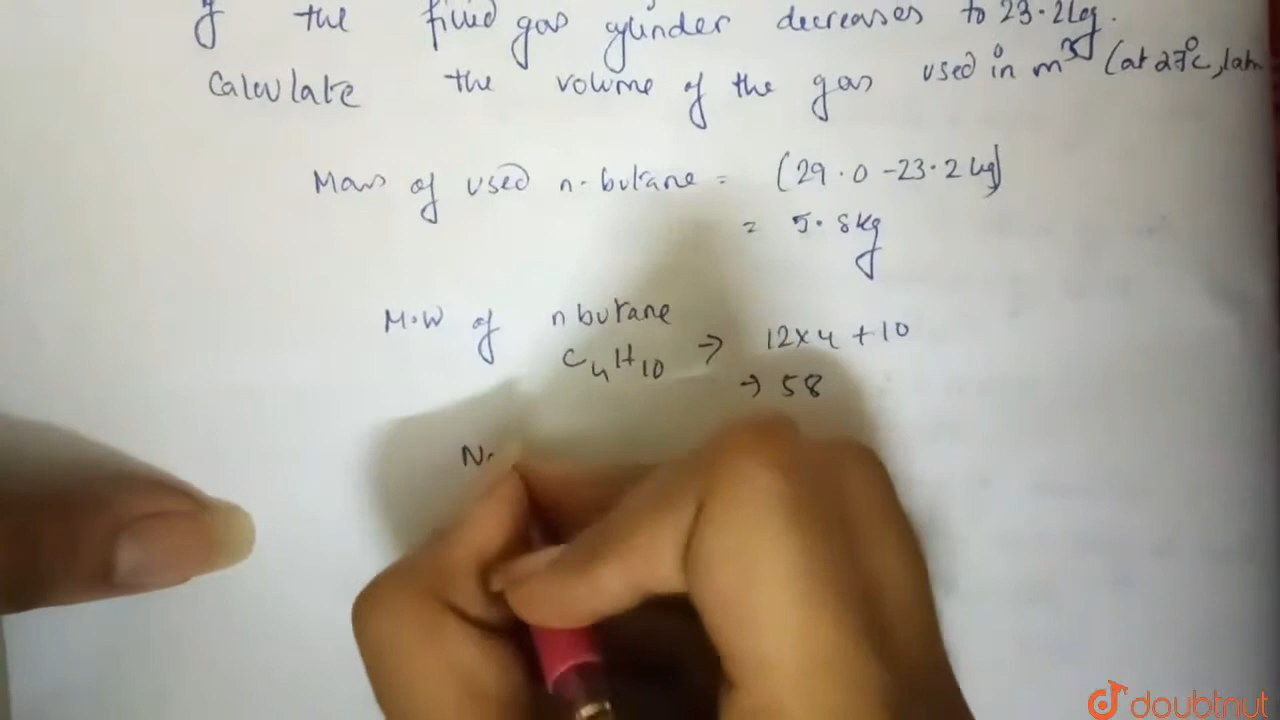 of the filled gas cylinder decreases to 23.2kg.
Calculate the volume of the gas used in m³ (at 27°C, 1atm
Mass of used n-butane = (29.0 - 23.2 kg)
= 5.8kg
M.W of n butane
C₄H₁₀ → 12×4 + 10
→ 58
No
doubtnut